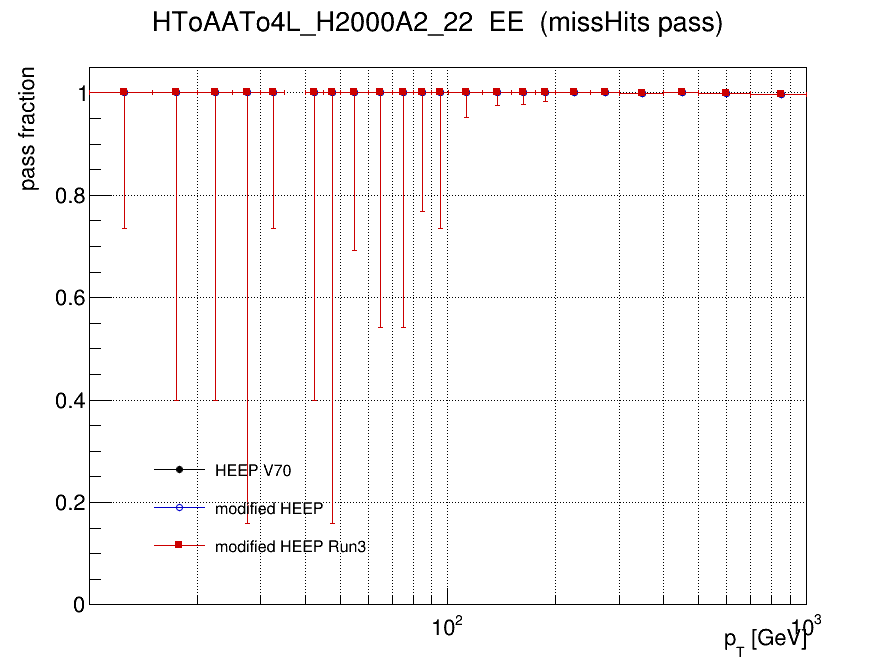 HToAATo4L_H2000A2_22 EE (missHits pass)
pass fraction
1
0.8
0.6
0.4
0.2
0
HEEP V70
modified HEEP
modified HEEP Run3
10²
10³
p_T [GeV]